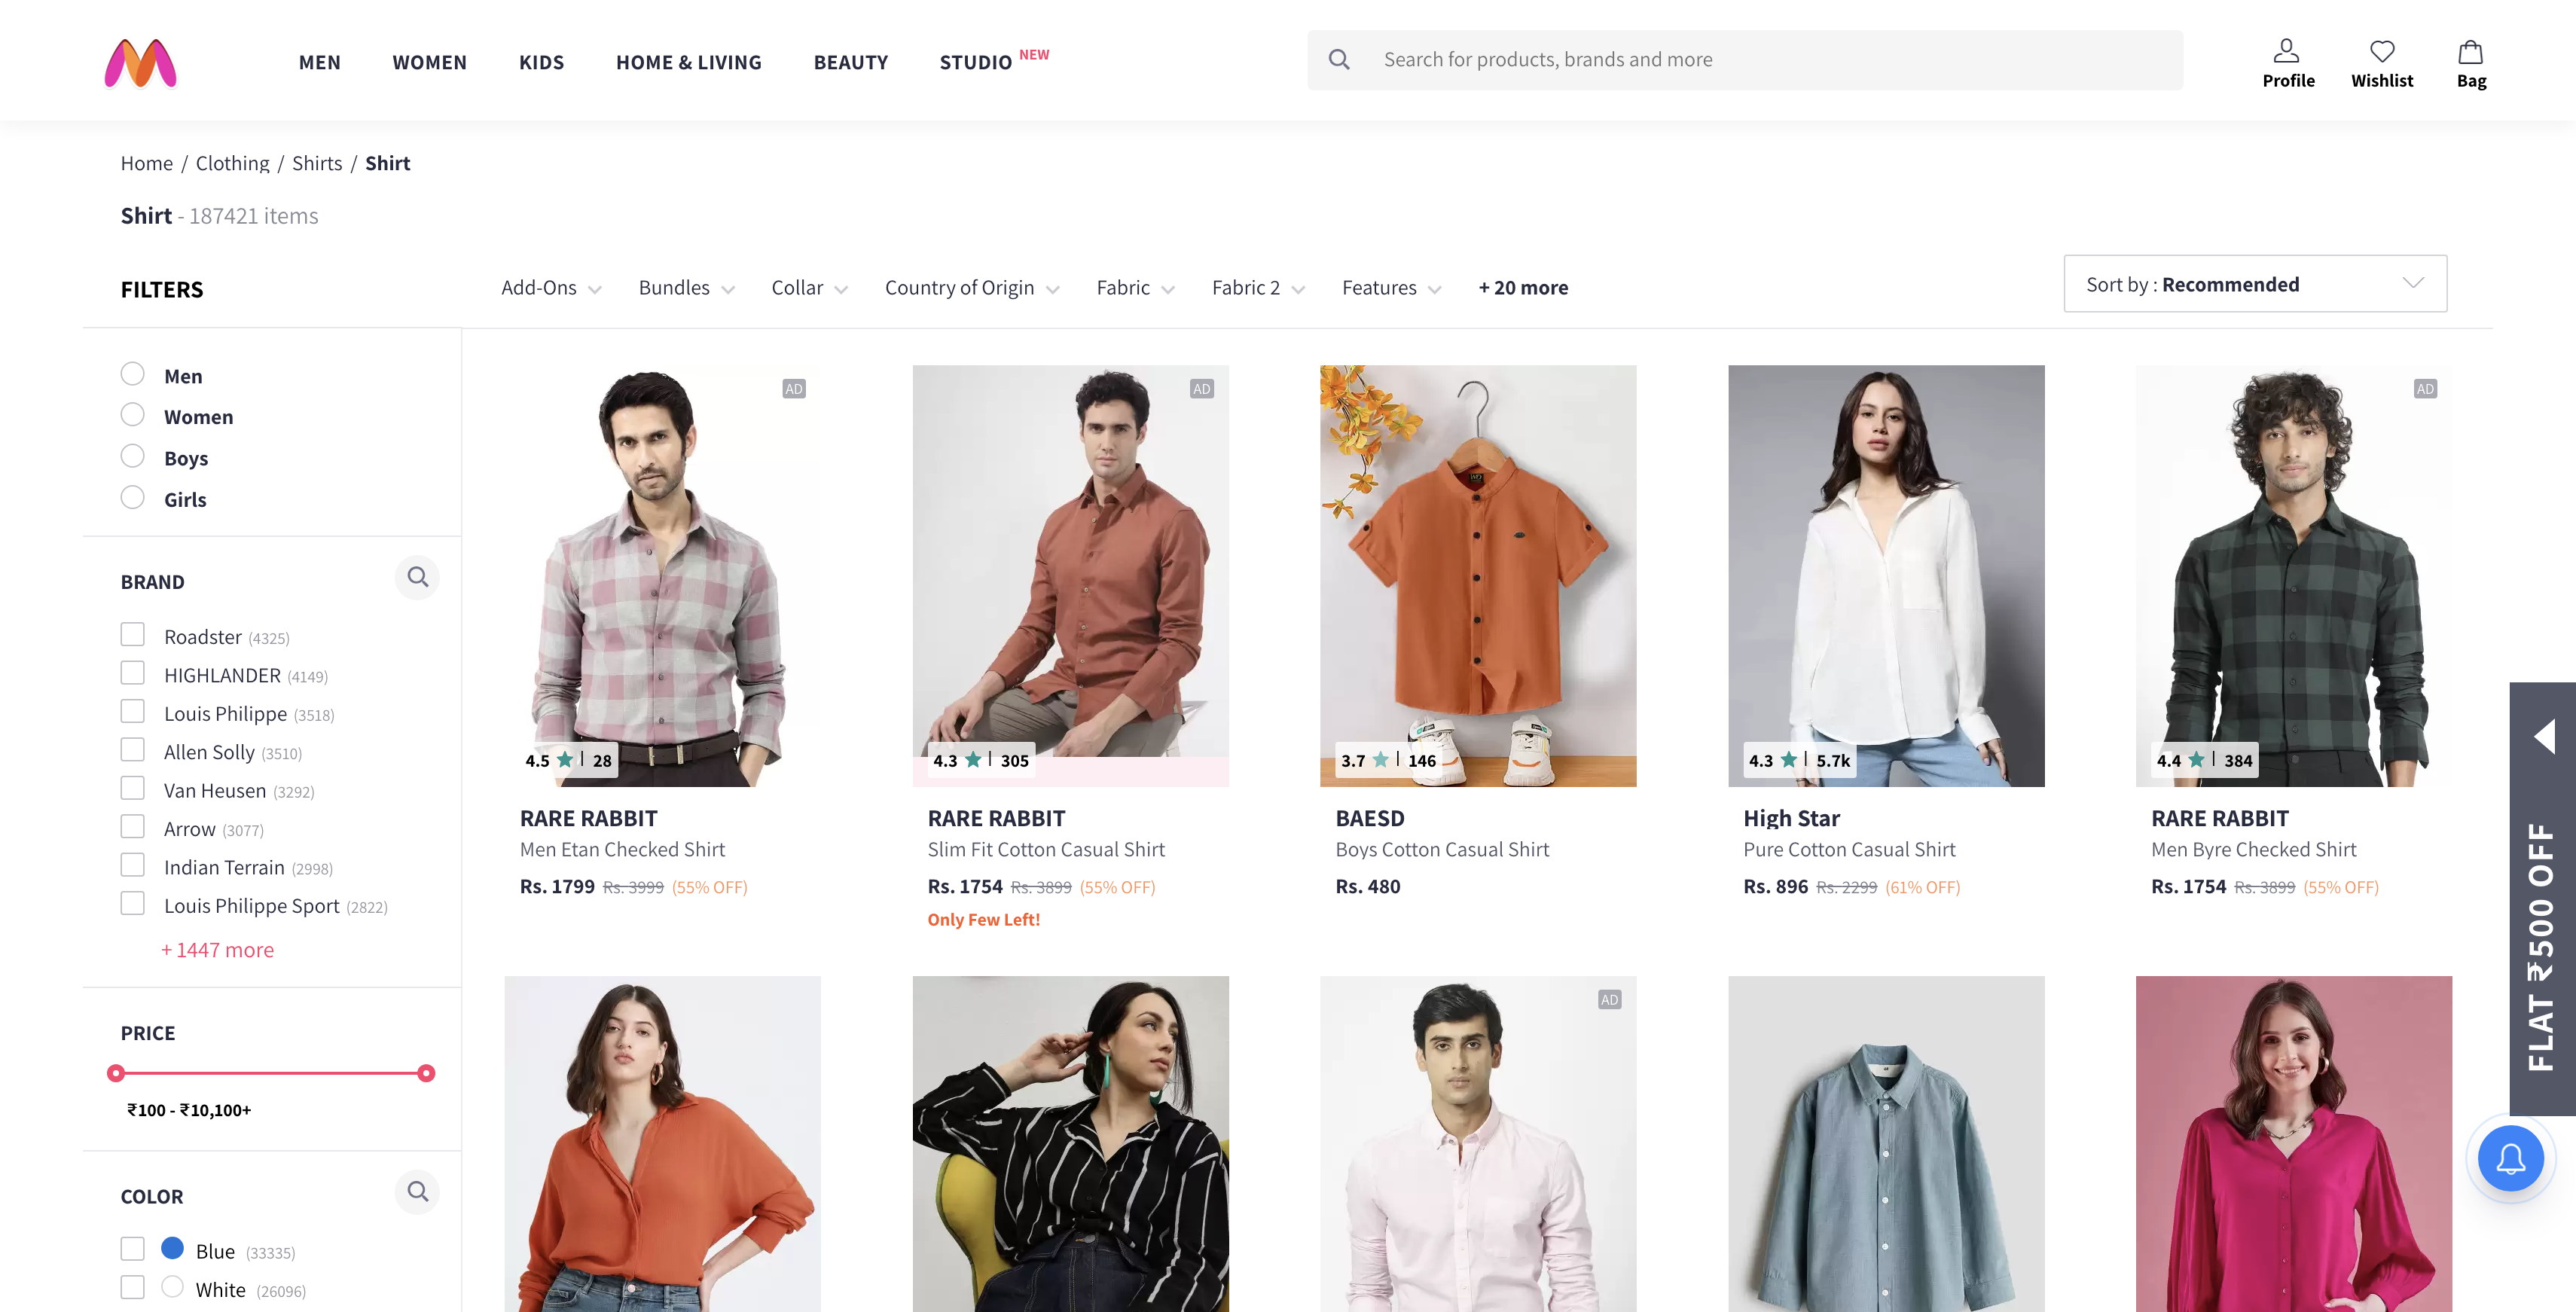 MEN WOMEN KIDS HOME & LIVING BEAUTY STUDIO NEW
Search for products, brands and more
Profile Wishlist Bag
Home / Clothing / Shirts / Shirt
Shirt - 187421 items
FILTERS
Add-Ons Bundles Collar Country of Origin Fabric Fabric 2 Features + 20 more
Sort by : Recommended
Men
Women
Boys
Girls
BRAND
Roadster (4325)
HIGHLANDER (4149)
Louis Philippe (3518)
Allen Solly (3510)
Van Heusen (3292)
Arrow (3077)
Indian Terrain (2998)
Louis Philippe Sport (2822)
+ 1447 more
PRICE
₹100 - ₹10,100+
COLOR
Blue (33335)
White (26096)
AD
4.5 | 28
RARE RABBIT
Men Etan Checked Shirt
Rs. 1799 Rs. 3999 (55% OFF)
AD
4.3 | 305
RARE RABBIT
Slim Fit Cotton Casual Shirt
Rs. 1754 Rs. 3899 (55% OFF)
Only Few Left!
3.7 | 146
BAESD
Boys Cotton Casual Shirt
Rs. 480
4.3 | 5.7k
High Star
Pure Cotton Casual Shirt
Rs. 896 Rs. 2299 (61% OFF)
AD
4.4 | 384
RARE RABBIT
Men Byre Checked Shirt
Rs. 1754 Rs. 3899 (55% OFF)
AD
FLAT ₹500 OFF